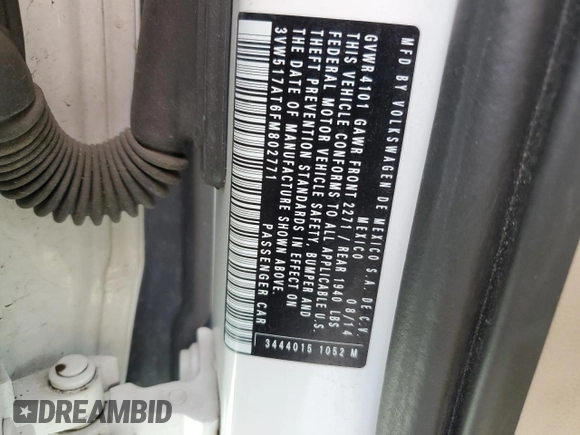 MFD BY VOLKSWAGEN DE MEXICO S.A. DE C.V.
MEXICO 08/14
GVWR 4101 GAWR FRONT 2271 / REAR 1940 LBS
THIS VEHICLE CONFORMS TO ALL APPLICABLE U.S.
FEDERAL MOTOR VEHICLE SAFETY, BUMPER AND
THEFT PREVENTION STANDARDS IN EFFECT ON
THE DATE OF MANUFACTURE SHOWN ABOVE.
3VW517AT6FM802771 PASSENGER CAR
3444015 1052 M
DREAMBID